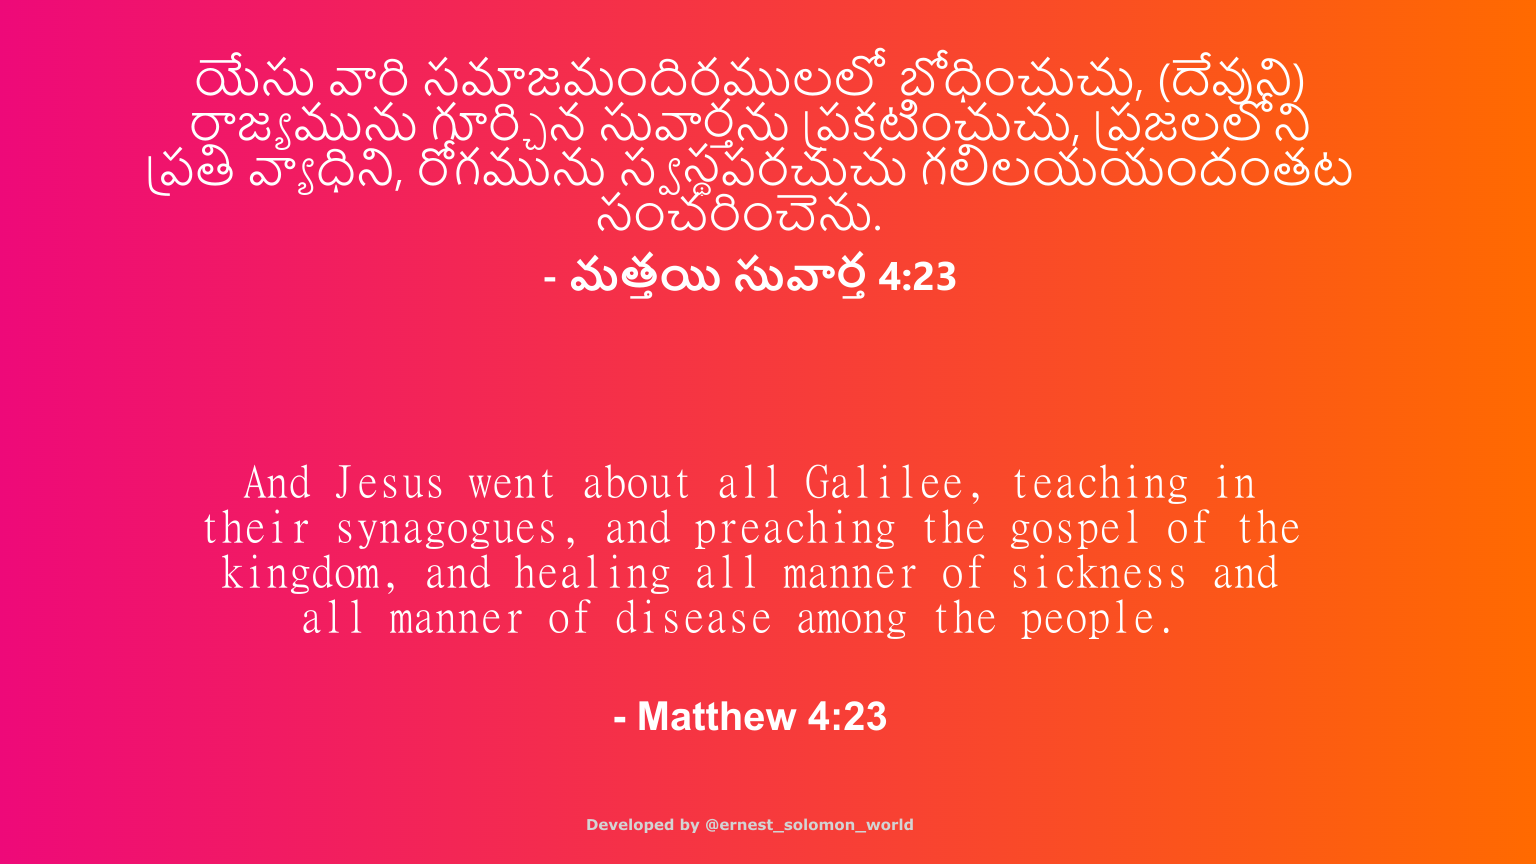 యేసు వారి సమాజమందిరములలో బోధించుచు, (దేవుని)
రాజ్యమును గూర్చిన సువార్తను ప్రకటించుచు, ప్రజలలోని
ప్రతి వ్యాధిని, రోగమును స్వస్థపరచుచు గలిలయయందంతట
సంచరించెను.
- మత్తయి సువార్త 4:23
And Jesus went about all Galilee, teaching in
their synagogues, and preaching the gospel of the
kingdom, and healing all manner of sickness and
all manner of disease among the people.
- Matthew 4:23
Developed by @ernest_solomon_world